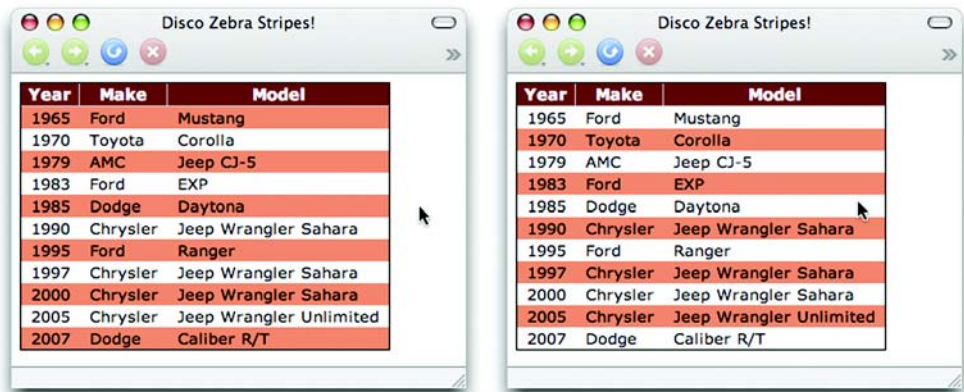 Disco Zebra Stripes!
Year Make Model
1965 Ford Mustang
1970 Toyota Corolla
1979 AMC Jeep CJ-5
1983 Ford EXP
1985 Dodge Daytona
1990 Chrysler Jeep Wrangler Sahara
1995 Ford Ranger
1997 Chrysler Jeep Wrangler Sahara
2000 Chrysler Jeep Wrangler Sahara
2005 Chrysler Jeep Wrangler Unlimited
2007 Dodge Caliber R/T
Disco Zebra Stripes!
Year Make Model
1965 Ford Mustang
1970 Toyota Corolla
1979 AMC Jeep CJ-5
1983 Ford EXP
1985 Dodge Daytona
1990 Chrysler Jeep Wrangler Sahara
1995 Ford Ranger
1997 Chrysler Jeep Wrangler Sahara
2000 Chrysler Jeep Wrangler Sahara
2005 Chrysler Jeep Wrangler Unlimited
2007 Dodge Caliber R/T